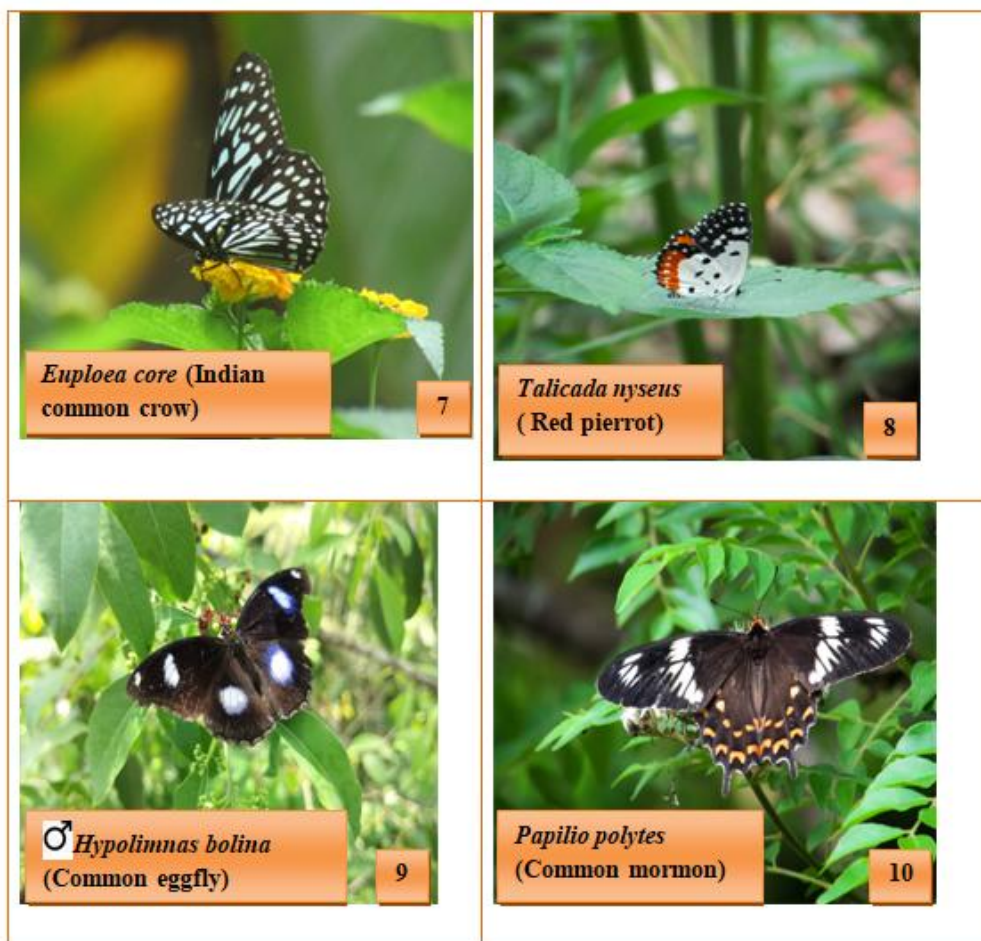 Euploea core (Indian
common crow)
7
Talicada nyseus
( Red pierrot)
8
♂Hypolimnas bolina
(Common eggfly)
9
Papilio polytes
(Common mormon)
10